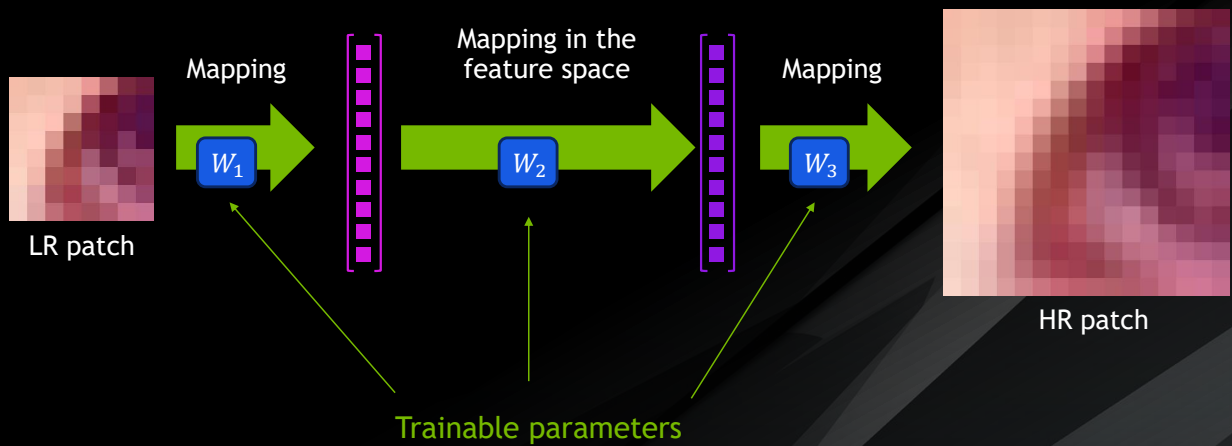 Mapping
Mapping in the
feature space
Mapping
W₁
W₂
W₃
LR patch
HR patch
Trainable parameters